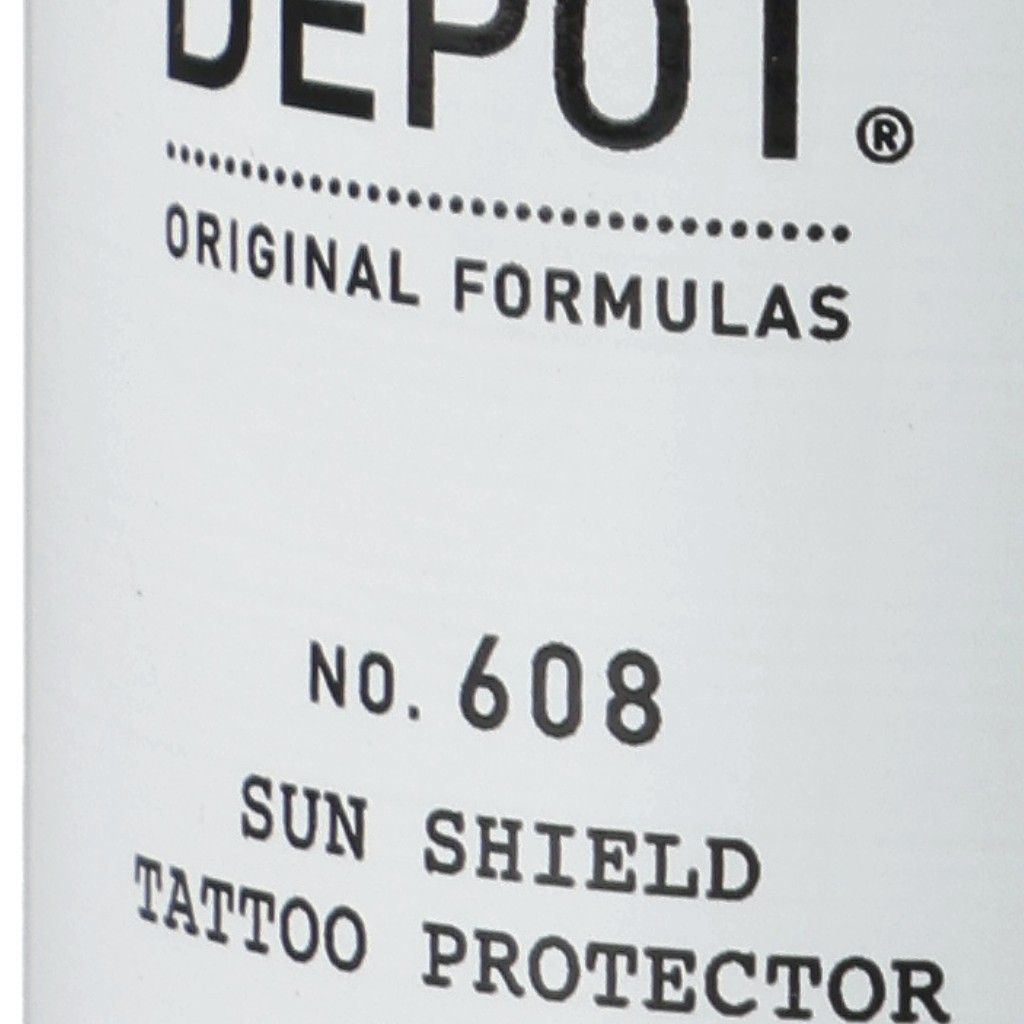 DEPOT®
ORIGINAL FORMULAS
NO. 608
SUN SHIELD
TATTOO PROTECTOR